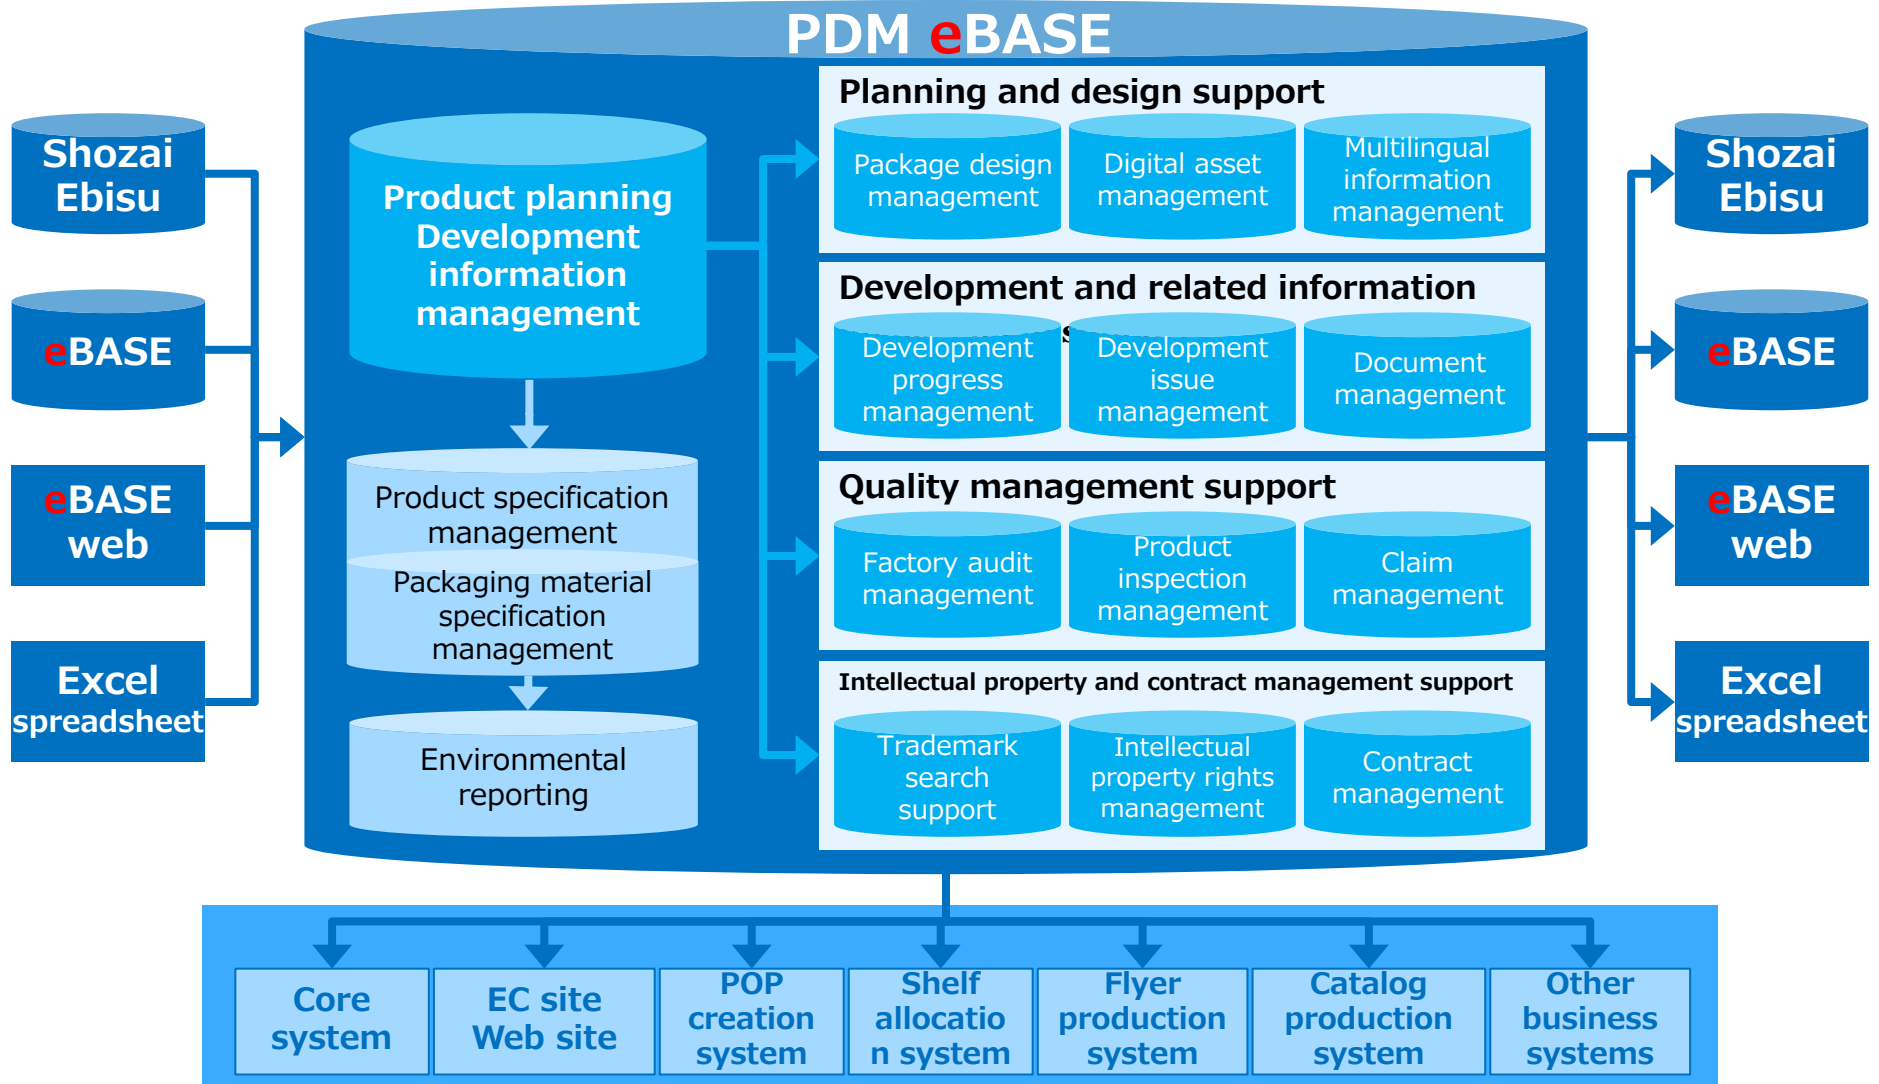 PDM eBASE
Shozai
Ebisu
eBASE
eBASE
web
Excel
spreadsheet
Product planning
Development
information
management
Product specification
management
Packaging material
specification
management
Environmental
reporting
Planning and design support
Package design
management
Digital asset
management
Multilingual
information
management
Development and related information
Development
progress
management
Development
issue
management
Document
management
Quality management support
Factory audit
management
Product
inspection
management
Claim
management
Intellectual property and contract management support
Trademark
search
support
Intellectual
property rights
management
Contract
management
Shozai
Ebisu
eBASE
eBASE
web
Excel
spreadsheet
Core
system
EC site
Web site
POP
creation
system
Shelf
allocatio
n system
Flyer
production
system
Catalog
production
system
Other
business
systems